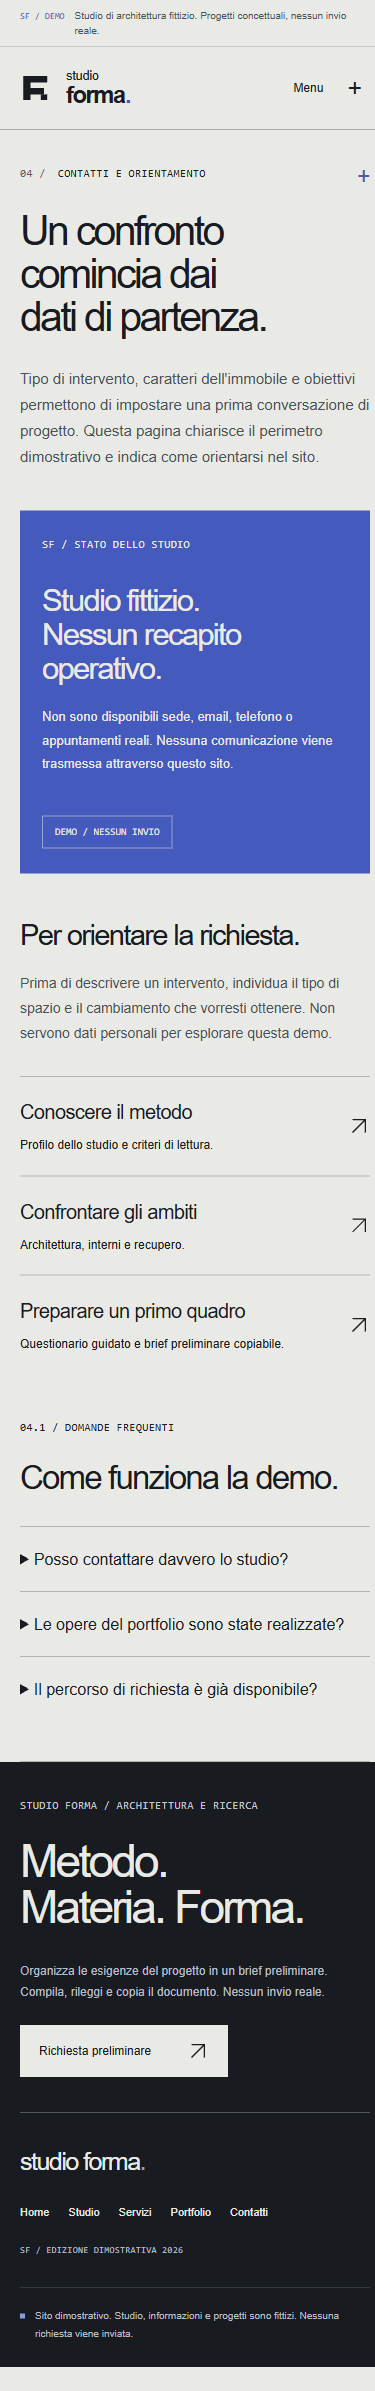 SF / DEMO Studio di architettura fittizio. Progetti concettuali, nessun invio
reale.
studio
forma.
Menu +
04 / CONTATTI E ORIENTAMENTO +
Un confronto
comincia dai
dati di partenza.
Tipo di intervento, caratteri dell'immobile e obiettivi
permettono di impostare una prima conversazione di
progetto. Questa pagina chiarisce il perimetro
dimostrativo e indica come orientarsi nel sito.
SF / STATO DELLO STUDIO
Studio fittizio.
Nessun recapito
operativo.
Non sono disponibili sede, email, telefono o
appuntamenti reali. Nessuna comunicazione viene
trasmessa attraverso questo sito.
DEMO / NESSUN INVIO
Per orientare la richiesta.
Prima di descrivere un intervento, individua il tipo di
spazio e il cambiamento che vorresti ottenere. Non
servono dati personali per esplorare questa demo.
Conoscere il metodo
Profilo dello studio e criteri di lettura.
Confrontare gli ambiti
Architettura, interni e recupero.
Preparare un primo quadro
Questionario guidato e brief preliminare copiabile.
04.1 / DOMANDE FREQUENTI
Come funziona la demo.
Posso contattare davvero lo studio?
Le opere del portfolio sono state realizzate?
Il percorso di richiesta è già disponibile?
STUDIO FORMA / ARCHITETTURA E RICERCA
Metodo.
Materia. Forma.
Organizza le esigenze del progetto in un brief preliminare.
Compila, rileggi e copia il documento. Nessun invio reale.
Richiesta preliminare
studio forma.
Home Studio Servizi Portfolio Contatti
SF / EDIZIONE DIMOSTRATIVA 2026
Sito dimostrativo. Studio, informazioni e progetti sono fittizi. Nessuna
richiesta viene inviata.